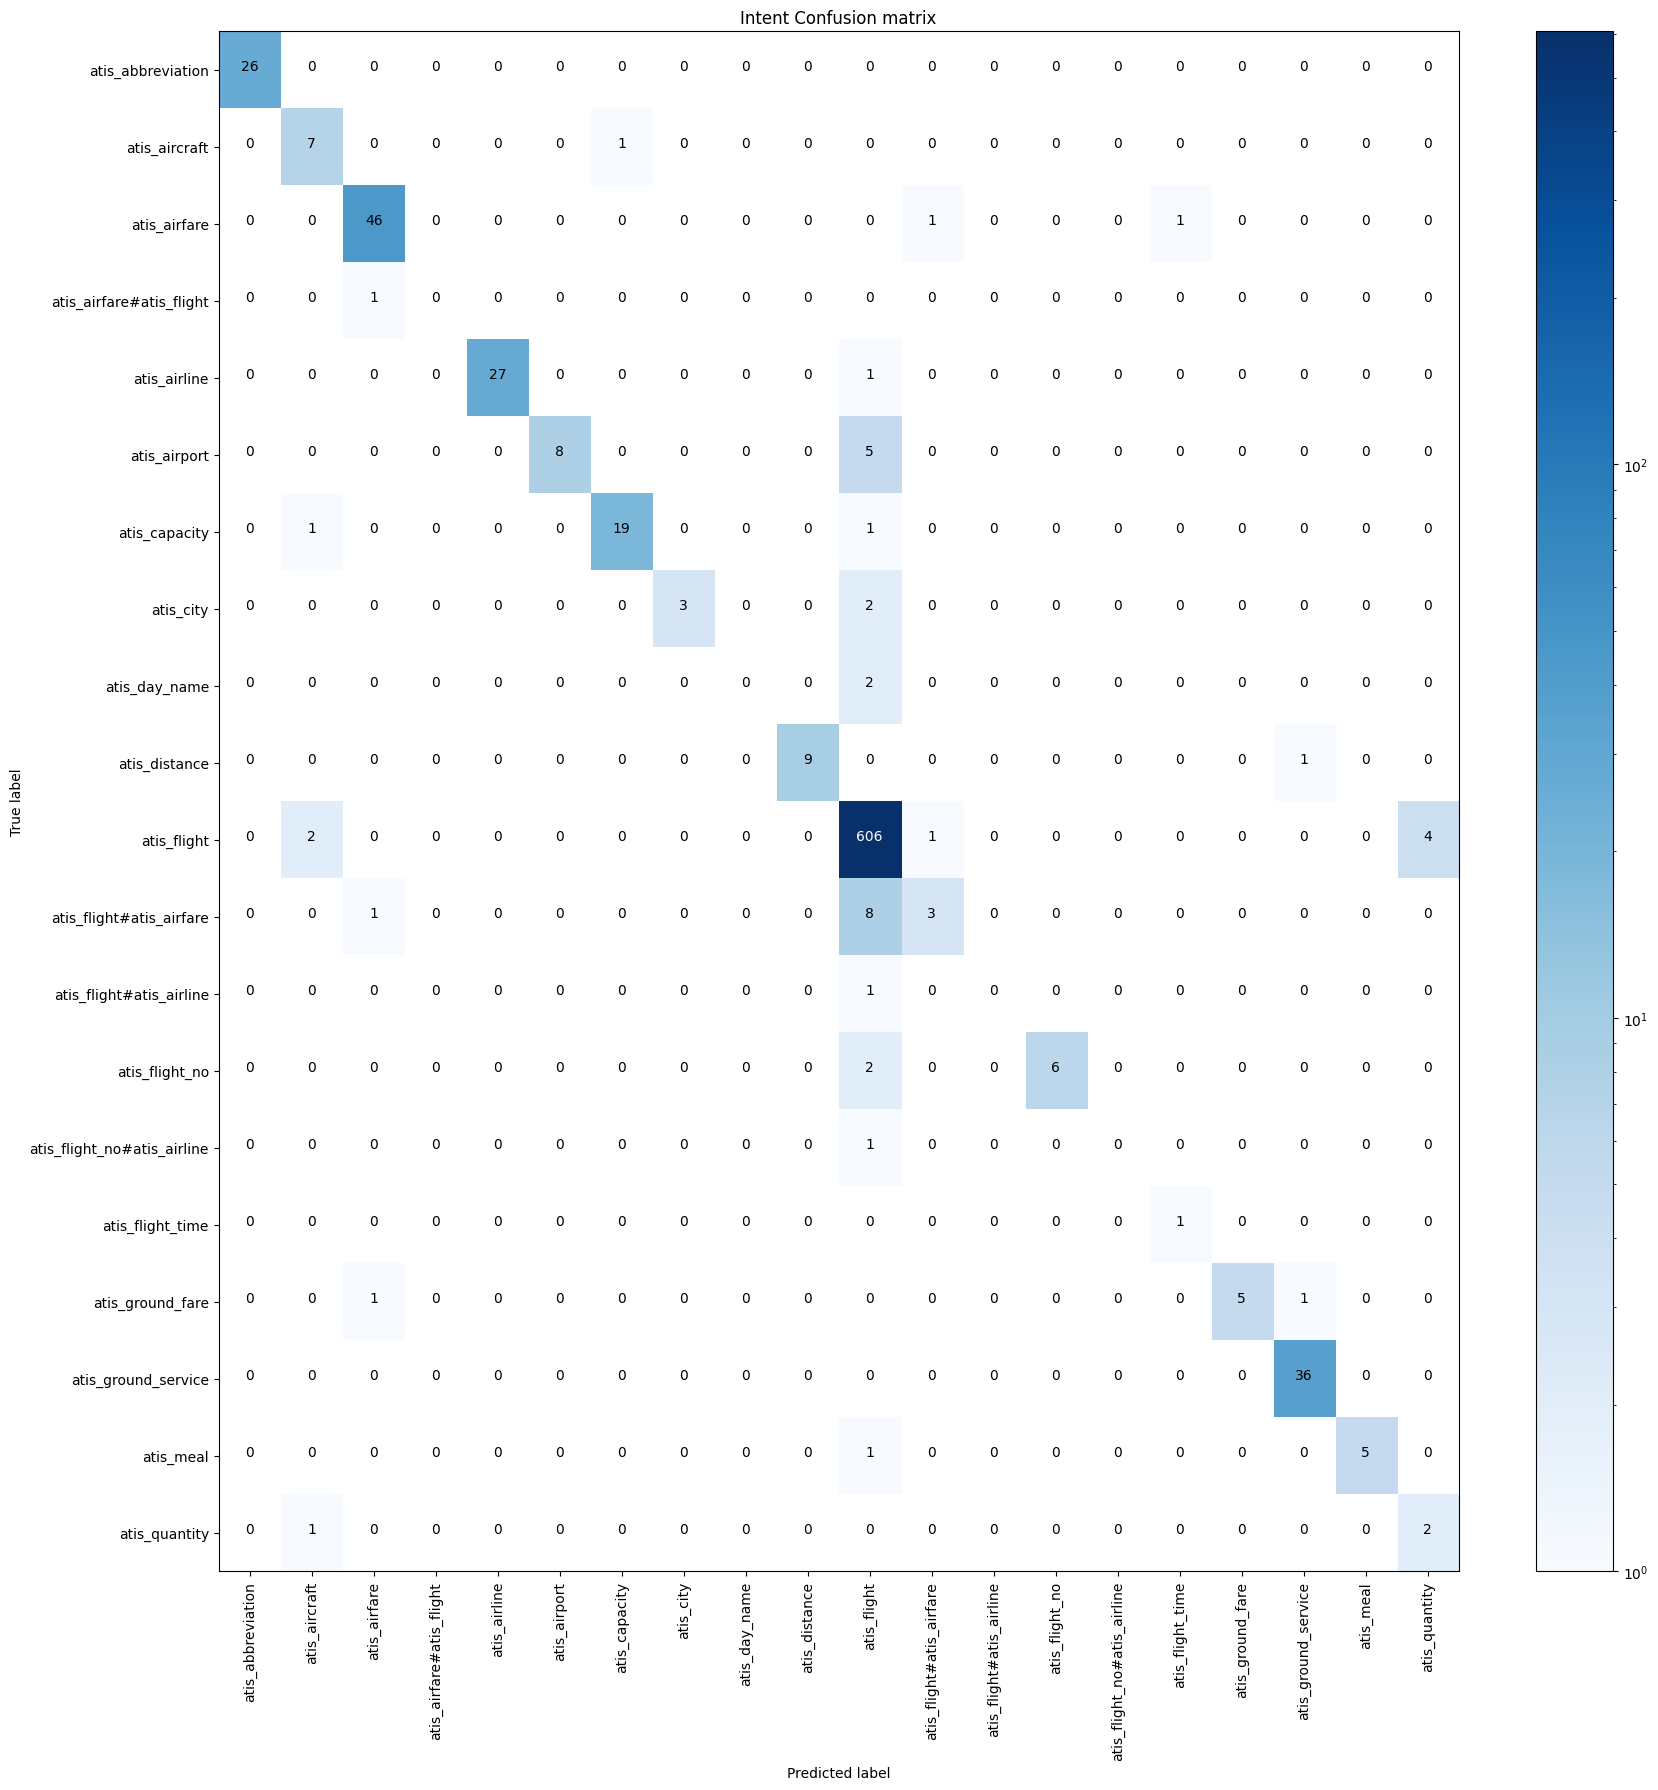 Intent Confusion matrix
atis_abbreviation 26 0 0 0 0 0 0 0 0 0 0 0 0 0 0 0 0 0 0 0
atis_aircraft 0 7 0 0 0 0 1 0 0 0 0 0 0 0 0 0 0 0 0 0
atis_airfare 0 0 46 0 0 0 0 0 0 0 0 1 0 0 0 1 0 0 0 0
atis_airfare#atis_flight 0 0 1 0 0 0 0 0 0 0 0 0 0 0 0 0 0 0 0 0
atis_airline 0 0 0 0 27 0 0 0 0 0 1 0 0 0 0 0 0 0 0 0
atis_airport 0 0 0 0 0 8 0 0 0 0 5 0 0 0 0 0 0 0 0 0
atis_capacity 0 1 0 0 0 0 19 0 0 0 1 0 0 0 0 0 0 0 0 0
atis_city 0 0 0 0 0 0 0 3 0 0 2 0 0 0 0 0 0 0 0 0
atis_day_name 0 0 0 0 0 0 0 0 0 0 2 0 0 0 0 0 0 0 0 0
atis_distance 0 0 0 0 0 0 0 0 0 9 0 0 0 0 0 0 0 1 0 0
atis_flight 0 2 0 0 0 0 0 0 0 0 606 1 0 0 0 0 0 0 0 4
atis_flight#atis_airfare 0 0 1 0 0 0 0 0 0 0 8 3 0 0 0 0 0 0 0 0
atis_flight#atis_airline 0 0 0 0 0 0 0 0 0 0 1 0 0 0 0 0 0 0 0 0
atis_flight_no 0 0 0 0 0 0 0 0 0 0 2 0 0 6 0 0 0 0 0 0
atis_flight_no#atis_airline 0 0 0 0 0 0 0 0 0 0 1 0 0 0 0 0 0 0 0 0
atis_flight_time 0 0 0 0 0 0 0 0 0 0 0 0 0 0 0 1 0 0 0 0
atis_ground_fare 0 0 1 0 0 0 0 0 0 0 0 0 0 0 0 0 5 1 0 0
atis_ground_service 0 0 0 0 0 0 0 0 0 0 0 0 0 0 0 0 0 36 0 0
atis_meal 0 0 0 0 0 0 0 0 0 0 1 0 0 0 0 0 0 0 5 0
atis_quantity 0 1 0 0 0 0 0 0 0 0 0 0 0 0 0 0 0 0 0 2
True label
atis_abbreviation
atis_aircraft
atis_airfare
atis_airfare#atis_flight
atis_airline
atis_airport
atis_capacity
atis_city
atis_day_name
atis_distance
atis_flight
atis_flight#atis_airfare
atis_flight#atis_airline
atis_flight_no
atis_flight_no#atis_airline
atis_flight_time
atis_ground_fare
atis_ground_service
atis_meal
atis_quantity
Predicted label
10²
10¹
10⁰